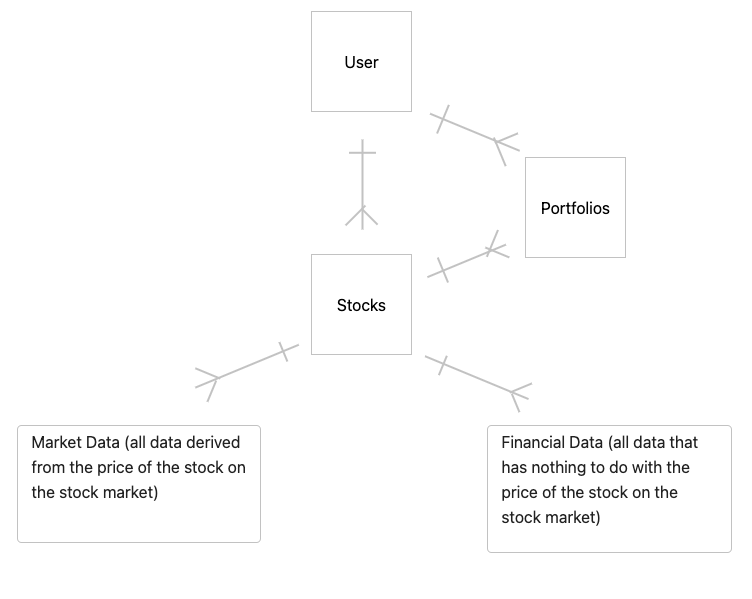 User
Portfolios
Stocks
Market Data (all data derived
from the price of the stock on
the stock market)
Financial Data (all data that
has nothing to do with the
price of the stock on the
stock market)